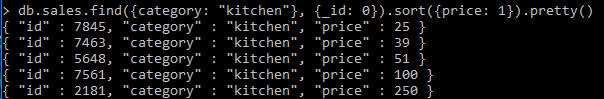 > db.sales.find({category: "kitchen"}, {_id: 0}).sort({price: 1}).pretty()
{ "id" : 7845, "category" : "kitchen", "price" : 25 }
{ "id" : 7463, "category" : "kitchen", "price" : 39 }
{ "id" : 5648, "category" : "kitchen", "price" : 51 }
{ "id" : 7561, "category" : "kitchen", "price" : 100 }
{ "id" : 2181, "category" : "kitchen", "price" : 250 }